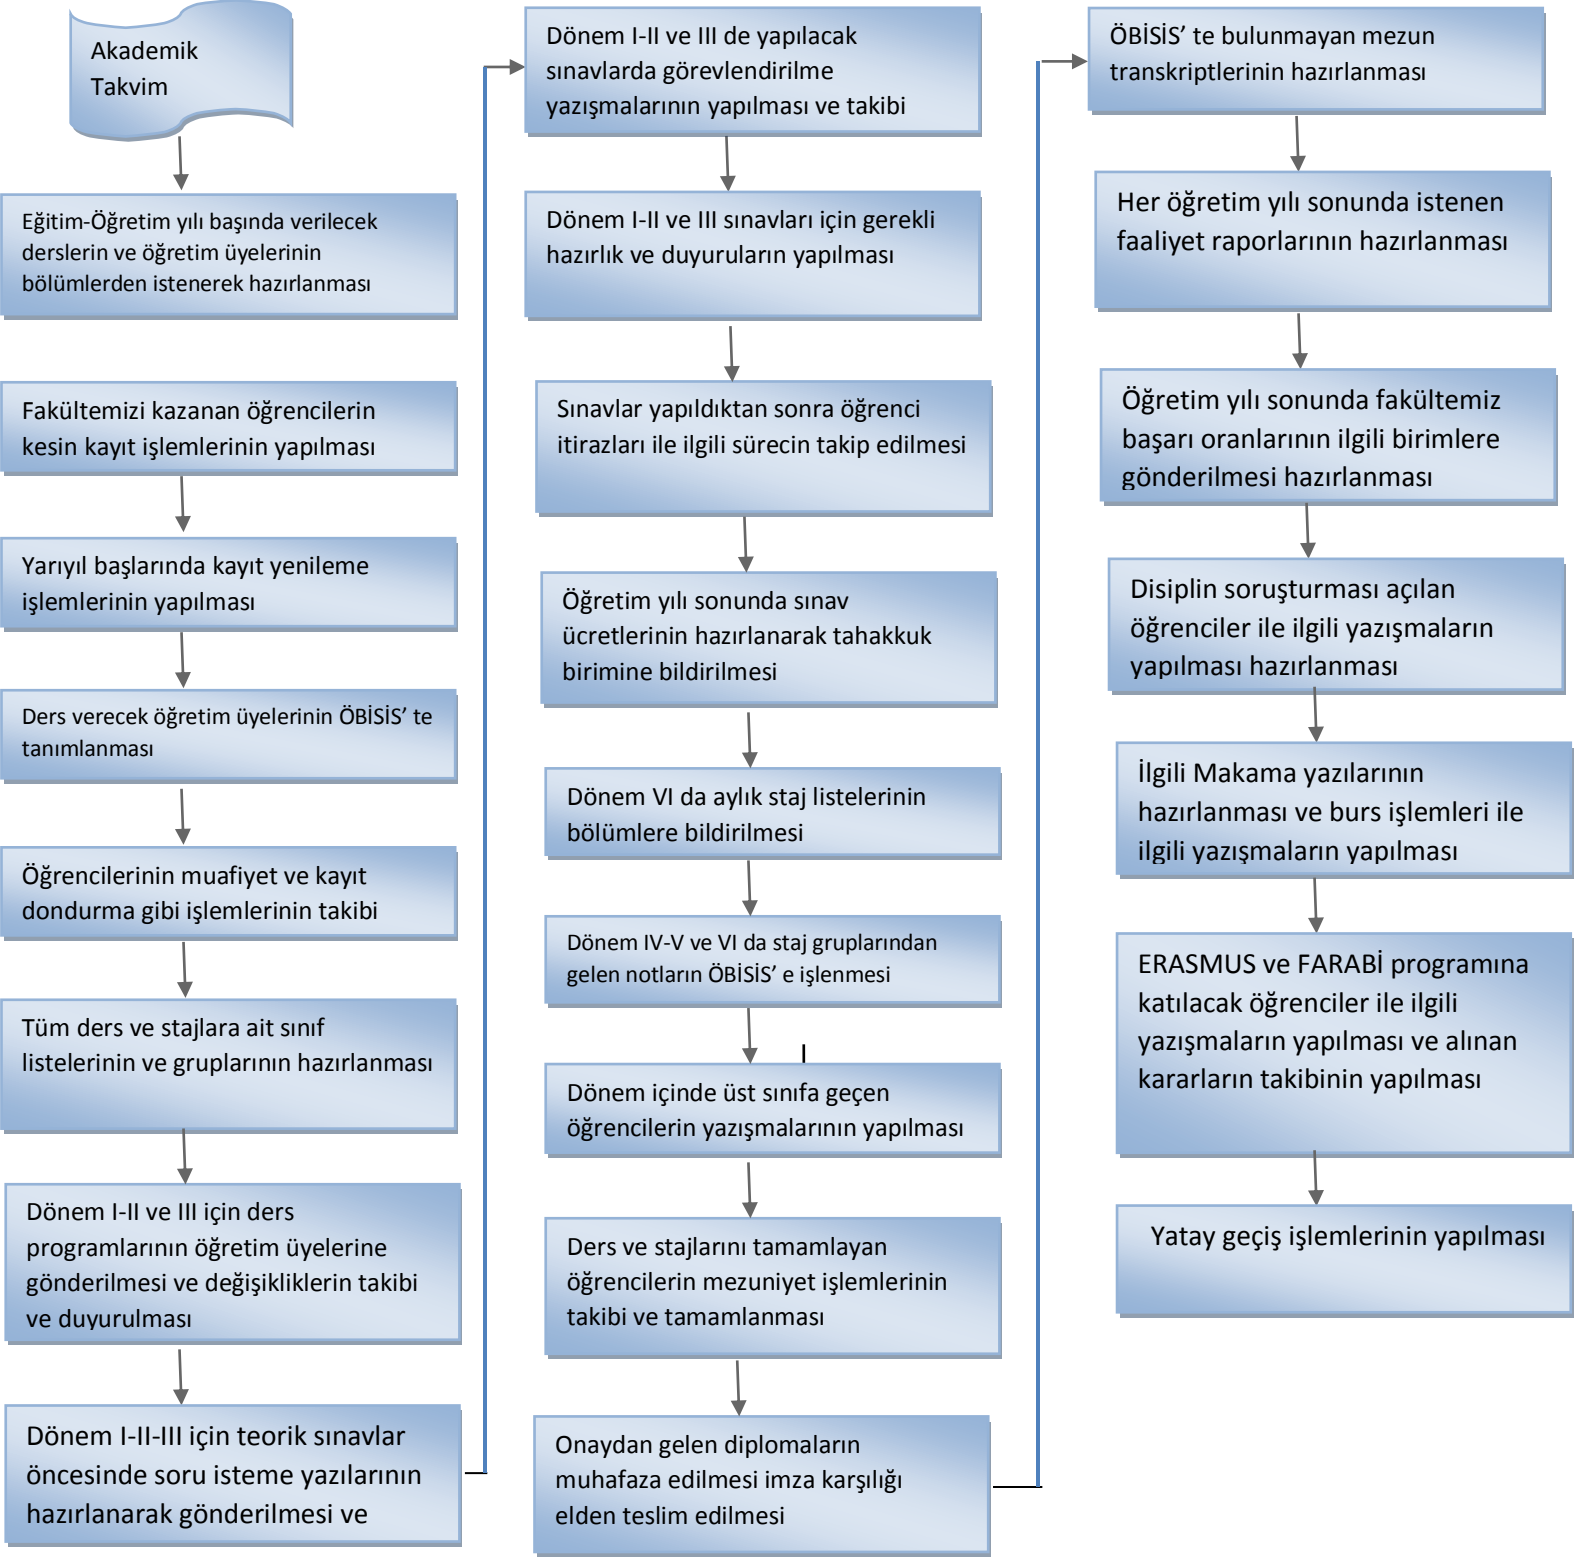 Akademik
Takvim
Eğitim-Öğretim yılı başında verilecek
derslerin ve öğretim üyelerinin
bölümlerden istenerek hazırlanması
Fakültemizi kazanan öğrencilerin
kesin kayıt işlemlerinin yapılması
Yarıyıl başlarında kayıt yenileme
işlemlerinin yapılması
Ders verecek öğretim üyelerinin ÖBİSİS’ te
tanımlanması
Öğrencilerinin muafiyet ve kayıt
dondurma gibi işlemlerinin takibi
Tüm ders ve stajlara ait sınıf
listelerinin ve gruplarının hazırlanması
Dönem I-II ve III için ders
programlarının öğretim üyelerine
gönderilmesi ve değişikliklerin takibi
ve duyurulması
Dönem I-II-III için teorik sınavlar
öncesinde soru isteme yazılarının
hazırlanarak gönderilmesi ve
Dönem I-II ve III de yapılacak
sınavlarda görevlendirilme
yazışmalarının yapılması ve takibi
Dönem I-II ve III sınavları için gerekli
hazırlık ve duyuruların yapılması
Sınavlar yapıldıktan sonra öğrenci
itirazları ile ilgili sürecin takip edilmesi
Öğretim yılı sonunda sınav
ücretlerinin hazırlanarak tahakkuk
birimine bildirilmesi
Dönem VI da aylık staj listelerinin
bölümlere bildirilmesi
Dönem IV-V ve VI da staj gruplarından
gelen notların ÖBİSİS’ e işlenmesi
Dönem içinde üst sınıfa geçen
öğrencilerin yazışmalarının yapılması
Ders ve stajlarını tamamlayan
öğrencilerin mezuniyet işlemlerinin
takibi ve tamamlanması
Onaydan gelen diplomaların
muhafaza edilmesi imza karşılığı
elden teslim edilmesi
ÖBİSİS’ te bulunmayan mezun
transkriptlerinin hazırlanması
Her öğretim yılı sonunda istenen
faaliyet raporlarının hazırlanması
Öğretim yılı sonunda fakültemiz
başarı oranlarının ilgili birimlere
gönderilmesi hazırlanması
Disiplin soruşturması açılan
öğrenciler ile ilgili yazışmaların
yapılması hazırlanması
İlgili Makama yazılarının
hazırlanması ve burs işlemleri ile
ilgili yazışmaların yapılması
ERASMUS ve FARABİ programına
katılacak öğrenciler ile ilgili
yazışmaların yapılması ve alınan
kararların takibinin yapılması
Yatay geçiş işlemlerinin yapılması